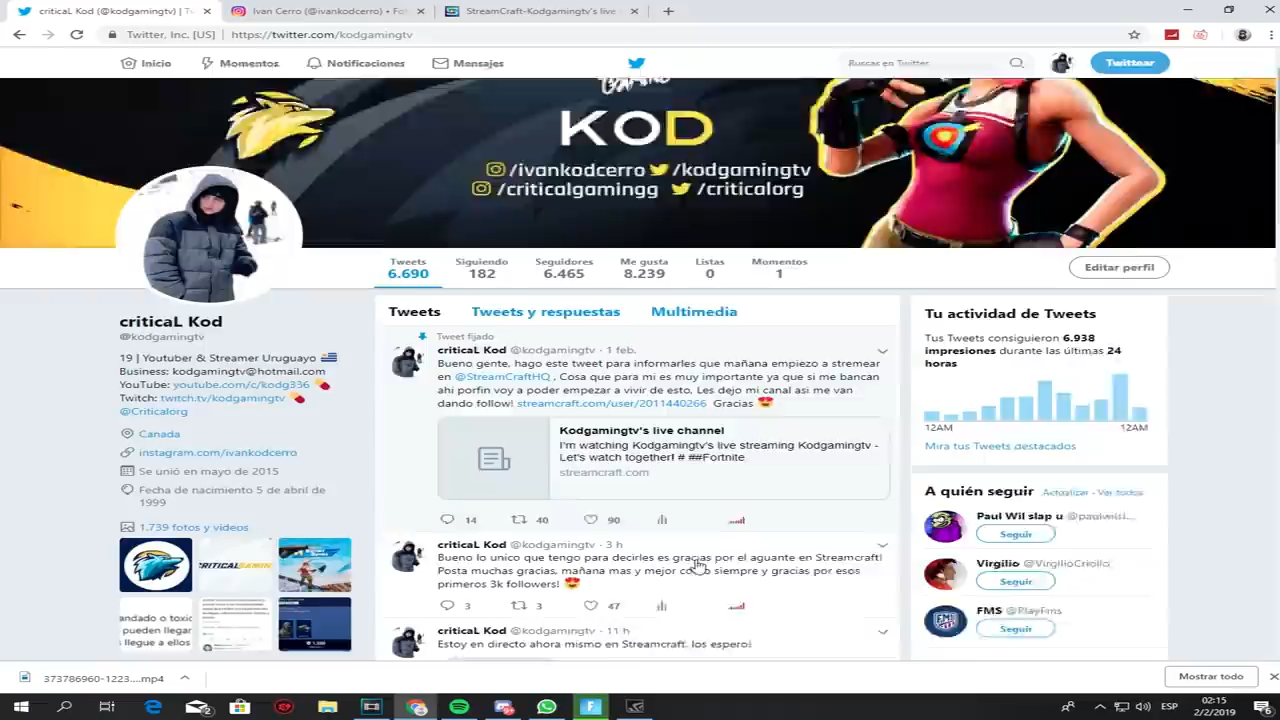 criticaL Kod (@kodgamingtv) | Tw
Ivan Cerro (@ivankodcerro) • Fot
StreamCraft-Kodgamingtv's live s
Twitter, Inc. [US] | https://twitter.com/kodgamingtv
Inicio Momentos Notificaciones Mensajes Buscar en Twitter Twittear
KOD
/ivankodcerro /kodgamingtv
/criticalgamingg /criticalorg
Tweets Siguiendo Seguidores Me gusta Listas Momentos
6.690 182 6.465 8.239 0 1
Editar perfil
criticaL Kod
@kodgamingtv
19 | Youtuber & Streamer Uruguayo
Business: kodgamingtv@hotmail.com
YouTube: youtube.com/c/kodg336
Twitch: twitch.tv/kodgamingtv
@Criticalorg
Canada
instagram.com/ivankodcerro
Se unió en mayo de 2015
Fecha de nacimiento 5 de abril de
1999
1.739 fotos y videos
Tweets Tweets y respuestas Multimedia
Tweet fijado
criticaL Kod @kodgamingtv · 1 feb.
Bueno gente, hago este tweet para informarles que mañana empiezo a stremear
en @StreamCraftHQ , Cosa que para mi es muy importante ya que si me bancan
ahi porfin voy a poder empezar a vivir de esto. Les dejo mi canal asi me van
dando follow! streamcraft.com/user/2011440266 Gracias
Kodgamingtv's live channel
I'm watching Kodgamingtv's live streaming Kodgamingtv -
Let's watch together! # ##Fortnite
streamcraft.com
14 40 90
criticaL Kod @kodgamingtv · 3 h
Bueno lo unico que tengo para decirles es gracias por el aguante en Streamcraft!
Posta muchas gracias, mañana mas y mejor como siempre y gracias por esos
primeros 3k followers!
3 3 47
criticaL Kod @kodgamingtv · 11 h
Estoy en directo ahora mismo en Streamcraft, los espero!
Tu actividad de Tweets
Tus Tweets consiguieron 6.938
impresiones durante las últimas 24
horas
12AM 12AM
Mira tus Tweets destacados
A quién seguir Actualizar · Ver todos
Paul Wil slap u
Seguir
Virgilio @VirgilioCriollo
Seguir
FMS @PlayFms
Seguir
CRITICALGAMING
andado o toxic
pueden llegar
llegue a ellos
373786960-1223....mp4
Mostrar todo
ESP
02:15
2/2/2019